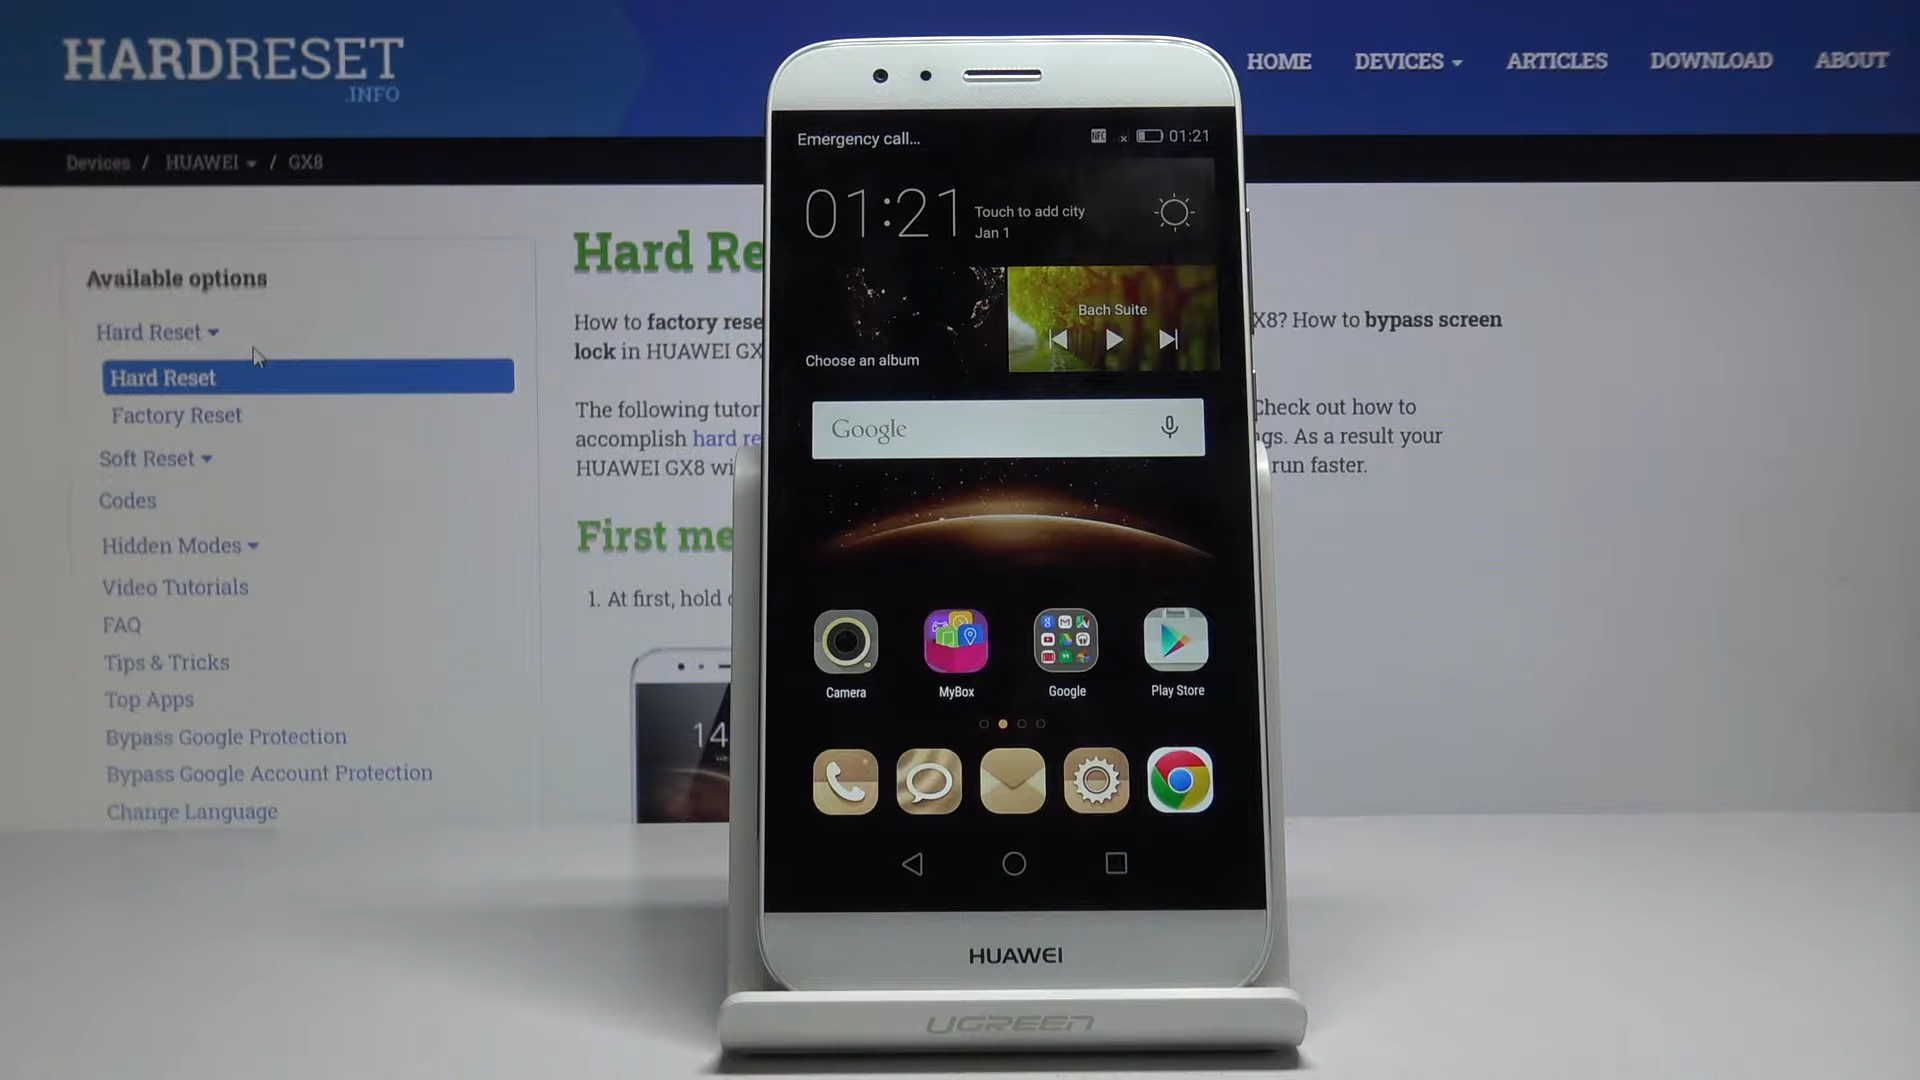 HARDRESET
.INFO
HOME DEVICES ARTICLES DOWNLOAD ABOUT
Devices / HUAWEI / GX8
Available options
Hard Reset
Hard Reset
Factory Reset
Soft Reset
Codes
Hidden Modes
Video Tutorials
FAQ
Tips & Tricks
Top Apps
Bypass Google Protection
Bypass Google Account Protection
Change Language
Hard Re
How to factory rese
lock in HUAWEI GX
X8? How to bypass screen
The following tutor
accomplish hard re
HUAWEI GX8 wi
Check out how to
gs. As a result your
run faster.
First me
1. At first, hold
14
Emergency call...
NFC
01:21
01:21
Touch to add city
Jan 1
Choose an album
Bach Suite
Google
Camera
MyBox
Google
Play Store
HUAWEI
UGREEN